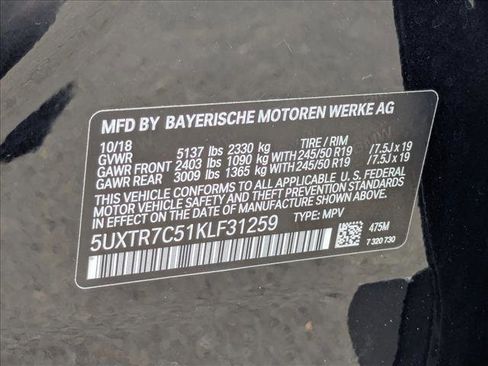 MFD BY BAYERISCHE MOTOREN WERKE AG
10/18 TIRE / RIM
GVWR 5137 lbs 2330 kg
GAWR FRONT 2403 lbs 1090 kg WITH 245/50 R19 /7.5J x 19
GAWR REAR 3009 lbs 1365 kg WITH 245/50 R19 /7.5J x 19
THIS VEHICLE CONFORMS TO ALL APPLICABLE U. S. FEDERAL
MOTOR VEHICLE SAFETY AND THEFT PREVENTION STANDARDS
IN EFFECT ON THE DATE OF MANUFACTURE SHOWN ABOVE.
5UXTR7C51KLF31259 TYPE: MPV
475M
7 320 730